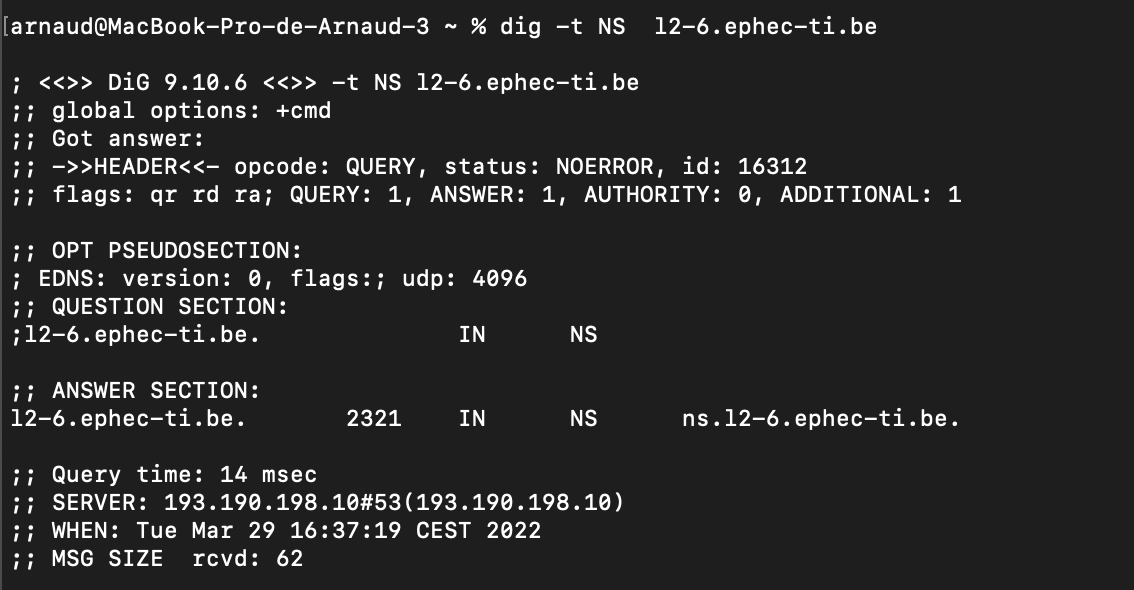 [arnaud@MacBook-Pro-de-Arnaud-3 ~ % dig -t NS  l2-6.ephec-ti.be
; <<>> DiG 9.10.6 <<>> -t NS l2-6.ephec-ti.be
;; global options: +cmd
;; Got answer:
;; ->>HEADER<<- opcode: QUERY, status: NOERROR, id: 16312
;; flags: qr rd ra; QUERY: 1, ANSWER: 1, AUTHORITY: 0, ADDITIONAL: 1
;; OPT PSEUDOSECTION:
; EDNS: version: 0, flags:; udp: 4096
;; QUESTION SECTION:
;l2-6.ephec-ti.be.		IN	NS
;; ANSWER SECTION:
l2-6.ephec-ti.be.	2321	IN	NS	ns.l2-6.ephec-ti.be.
;; Query time: 14 msec
;; SERVER: 193.190.198.10#53(193.190.198.10)
;; WHEN: Tue Mar 29 16:37:19 CEST 2022
;; MSG SIZE  rcvd: 62